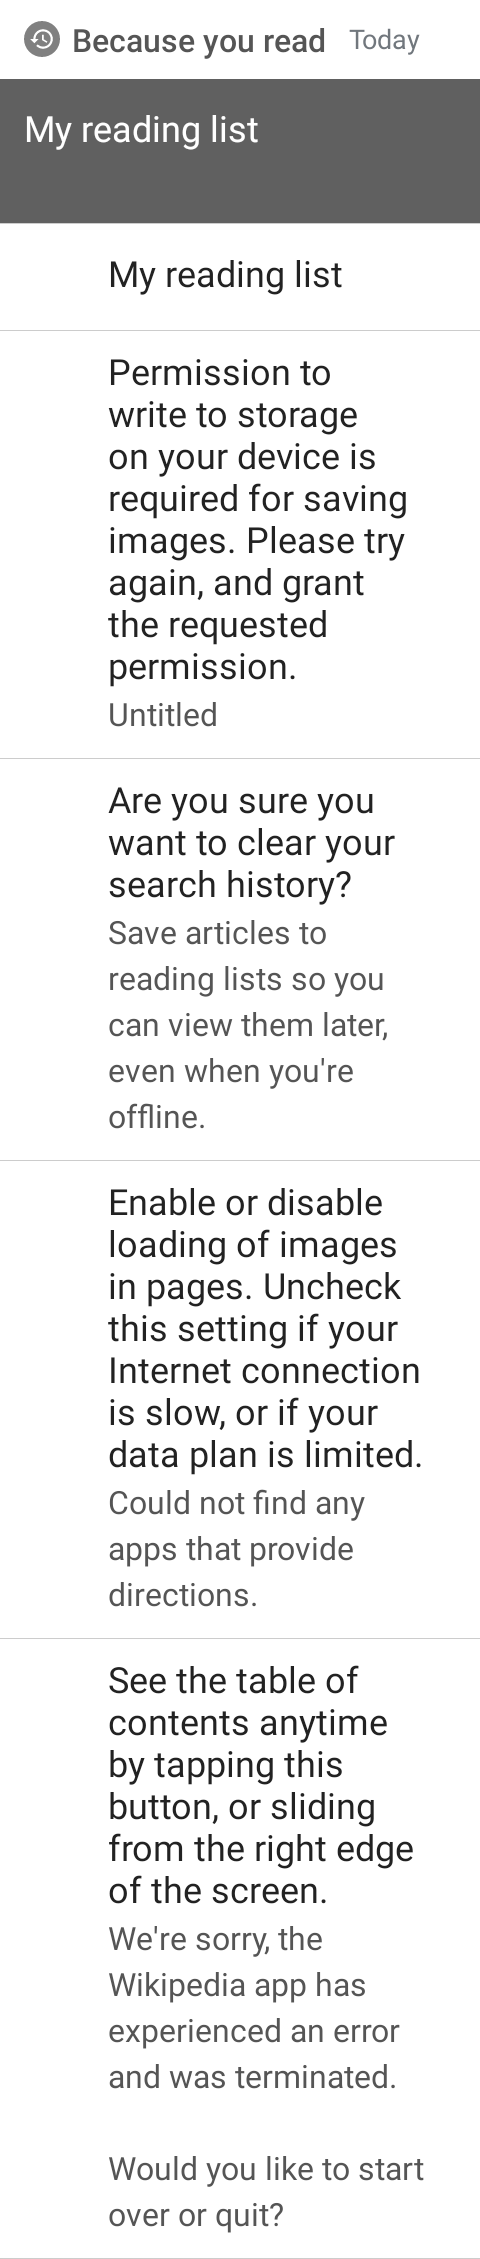 Because you read Today
My reading list
My reading list
Permission to
write to storage
on your device is
required for saving
images. Please try
again, and grant
the requested
permission.
Untitled
Are you sure you
want to clear your
search history?
Save articles to
reading lists so you
can view them later,
even when you're
offline.
Enable or disable
loading of images
in pages. Uncheck
this setting if your
Internet connection
is slow, or if your
data plan is limited.
Could not find any
apps that provide
directions.
See the table of
contents anytime
by tapping this
button, or sliding
from the right edge
of the screen.
We're sorry, the
Wikipedia app has
experienced an error
and was terminated.
Would you like to start
over or quit?